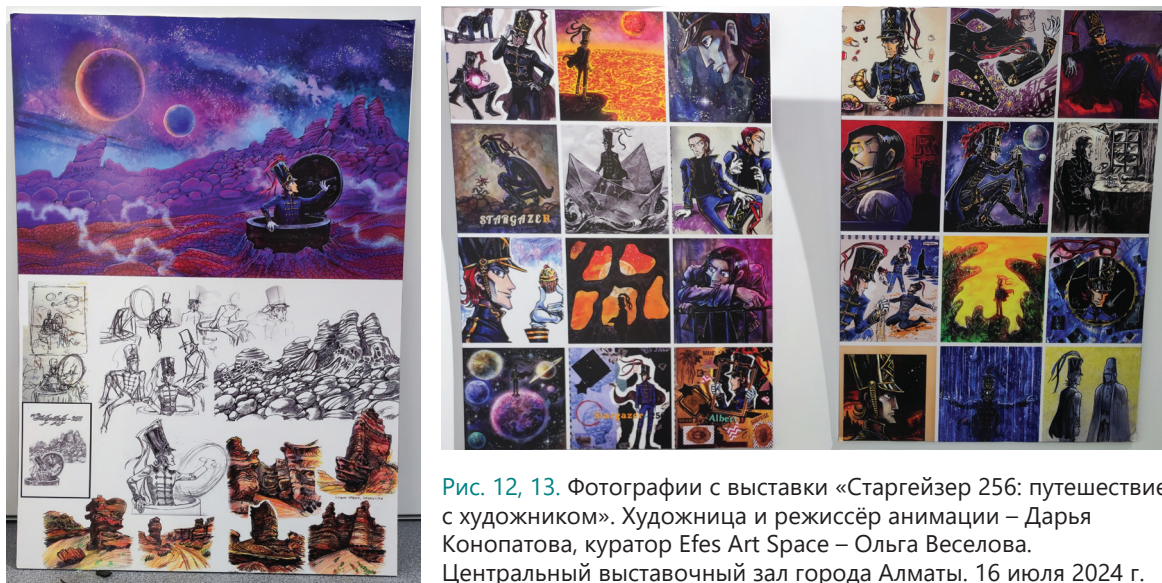 STARGAZER
Stargazer
Albero
Рис. 12, 13. Фотографии с выставки «Старгейзер 256: путешествие
с художником». Художница и режиссёр анимации – Дарья
Конопатова, куратор Efes Art Space – Ольга Веселова.
Центральный выставочный зал города Алматы. 16 июля 2024 г.